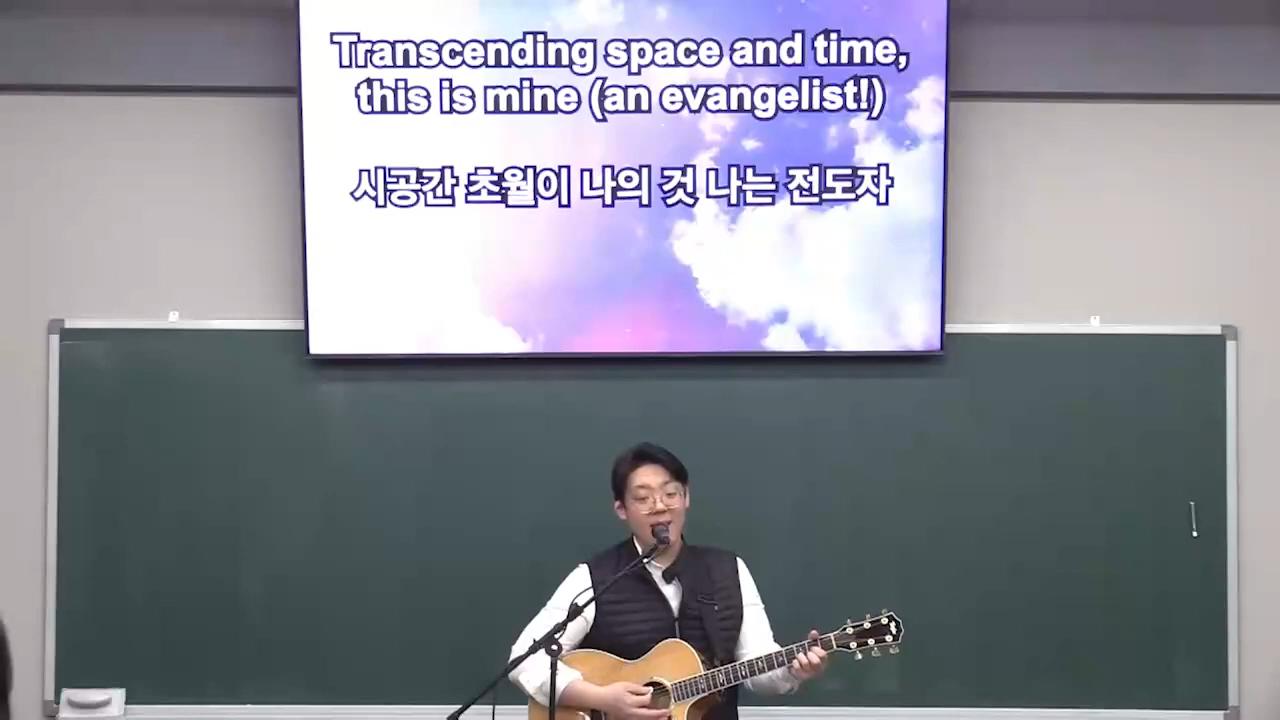 Transcending space and time,
this is mine (an evangelist!)
시공간 초월이 나의 것 나는 전도자